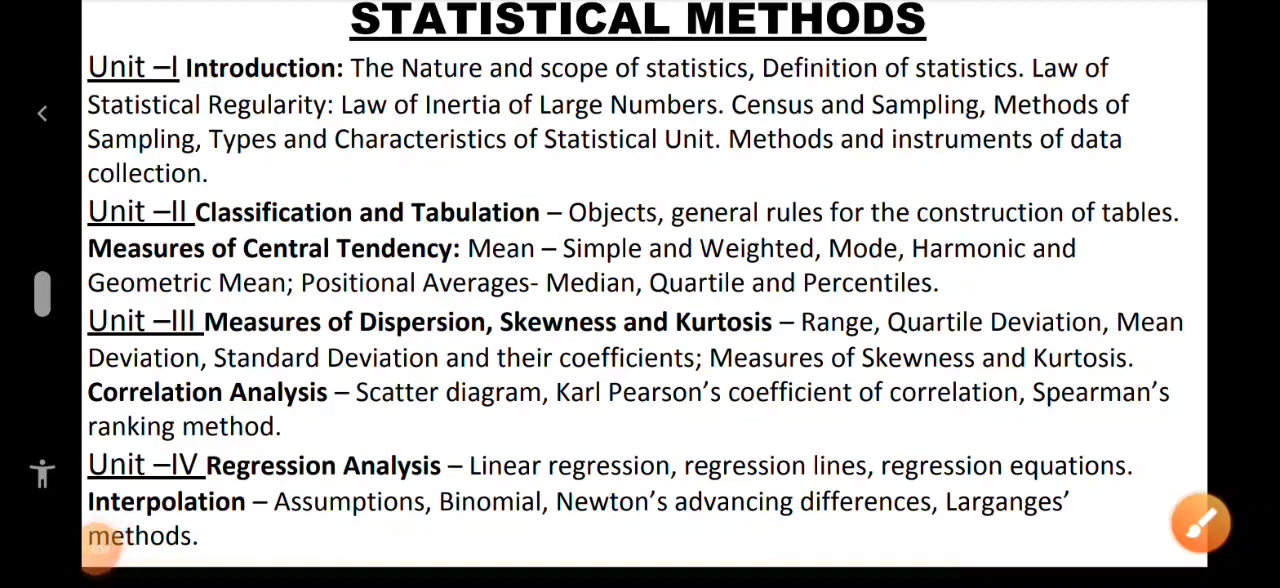 STATISTICAL METHODS
Unit –I Introduction: The Nature and scope of statistics, Definition of statistics. Law of
Statistical Regularity: Law of Inertia of Large Numbers. Census and Sampling, Methods of
Sampling, Types and Characteristics of Statistical Unit. Methods and instruments of data
collection.
Unit –II Classification and Tabulation – Objects, general rules for the construction of tables.
Measures of Central Tendency: Mean – Simple and Weighted, Mode, Harmonic and
Geometric Mean; Positional Averages- Median, Quartile and Percentiles.
Unit –III Measures of Dispersion, Skewness and Kurtosis – Range, Quartile Deviation, Mean
Deviation, Standard Deviation and their coefficients; Measures of Skewness and Kurtosis.
Correlation Analysis – Scatter diagram, Karl Pearson’s coefficient of correlation, Spearman’s
ranking method.
Unit –IV Regression Analysis – Linear regression, regression lines, regression equations.
Interpolation – Assumptions, Binomial, Newton’s advancing differences, Larganges’
methods.